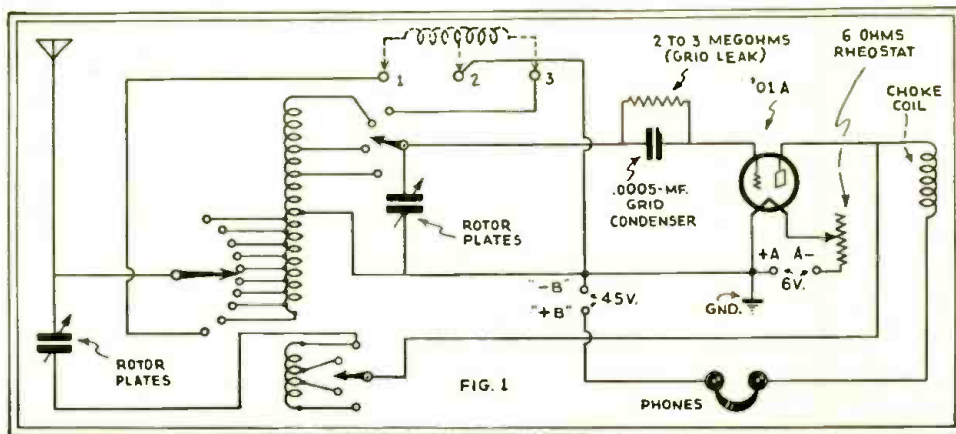 2 TO 3 MEGOHMS
(GRID LEAK)
6 OHMS
RHEOSTAT
'01 A
CHOKE
COIL
1
2
3
.0005-MF.
GRID
CONDENSER
ROTOR
PLATES
+A A-
6V.
"-B"
45V.
"+B"
GND.
ROTOR
PLATES
FIG. 1
PHONES